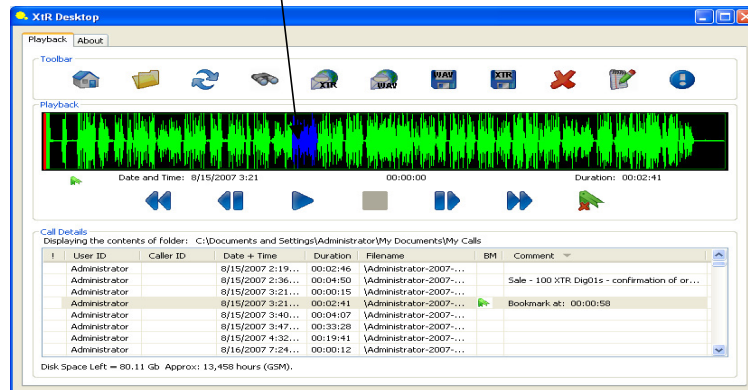 XtR Desktop
Playback About
Toolbar
XTR WAV WAV XTR
Playback
Date and Time: 8/15/2007 3:21 00:00:00 Duration: 00:02:41
Call Details
Displaying the contents of folder: C:\Documents and Settings\Administrator\My Documents\My Calls
! User ID Caller ID Date + Time Duration Filename BM Comment
Administrator 8/15/2007 2:19... 00:02:46 \Administrator-2007-...
Administrator 8/15/2007 2:36... 00:04:50 \Administrator-2007-... Sale - 100 XTR Dig01s - confirmation of or...
Administrator 8/15/2007 3:21... 00:00:15 \Administrator-2007-...
Administrator 8/15/2007 3:21... 00:02:41 \Administrator-2007-... Bookmark at: 00:00:58
Administrator 8/15/2007 3:40... 00:04:07 \Administrator-2007-...
Administrator 8/15/2007 3:47... 00:33:28 \Administrator-2007-...
Administrator 8/15/2007 4:32... 00:19:41 \Administrator-2007-...
Administrator 8/16/2007 7:24... 00:00:12 \Administrator-2007-...
Disk Space Left = 80.11 Gb Approx: 13,458 hours (GSM).